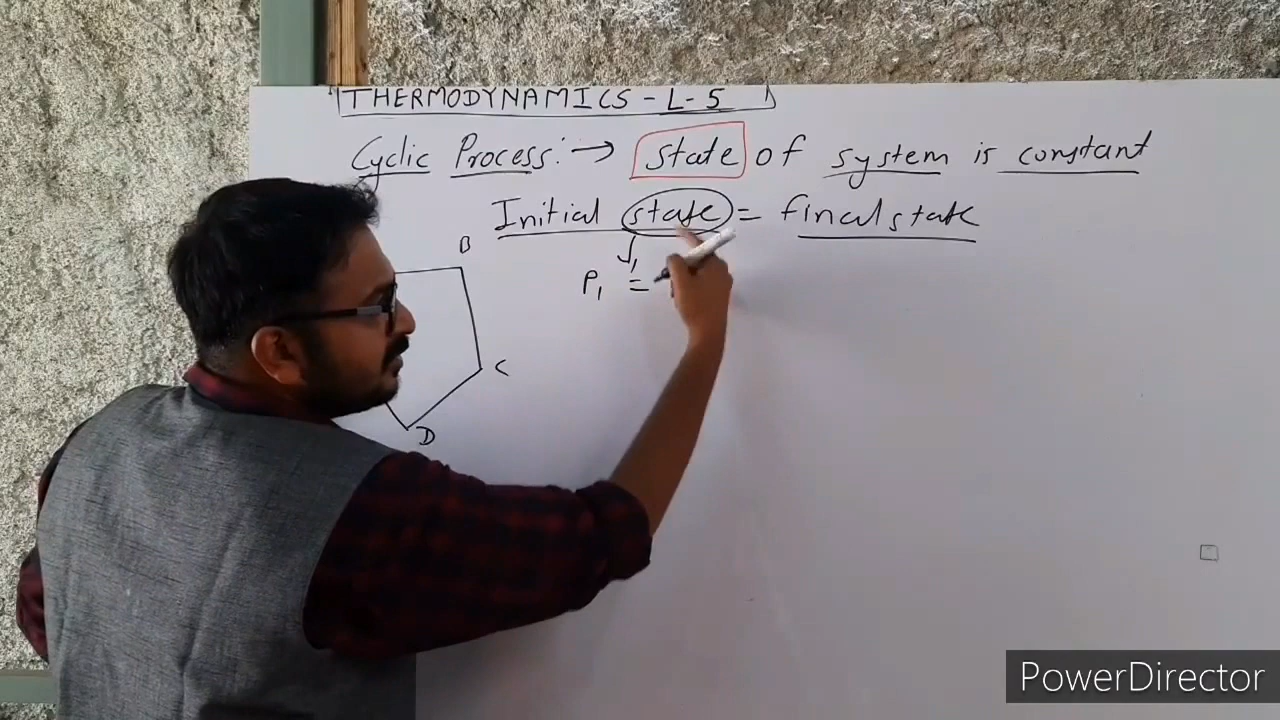 THERMODYNAMICS - L-5
Cyclic Process:→ state of system is constant
Initial state = final state
P₁ =
B
C
D
PowerDirector